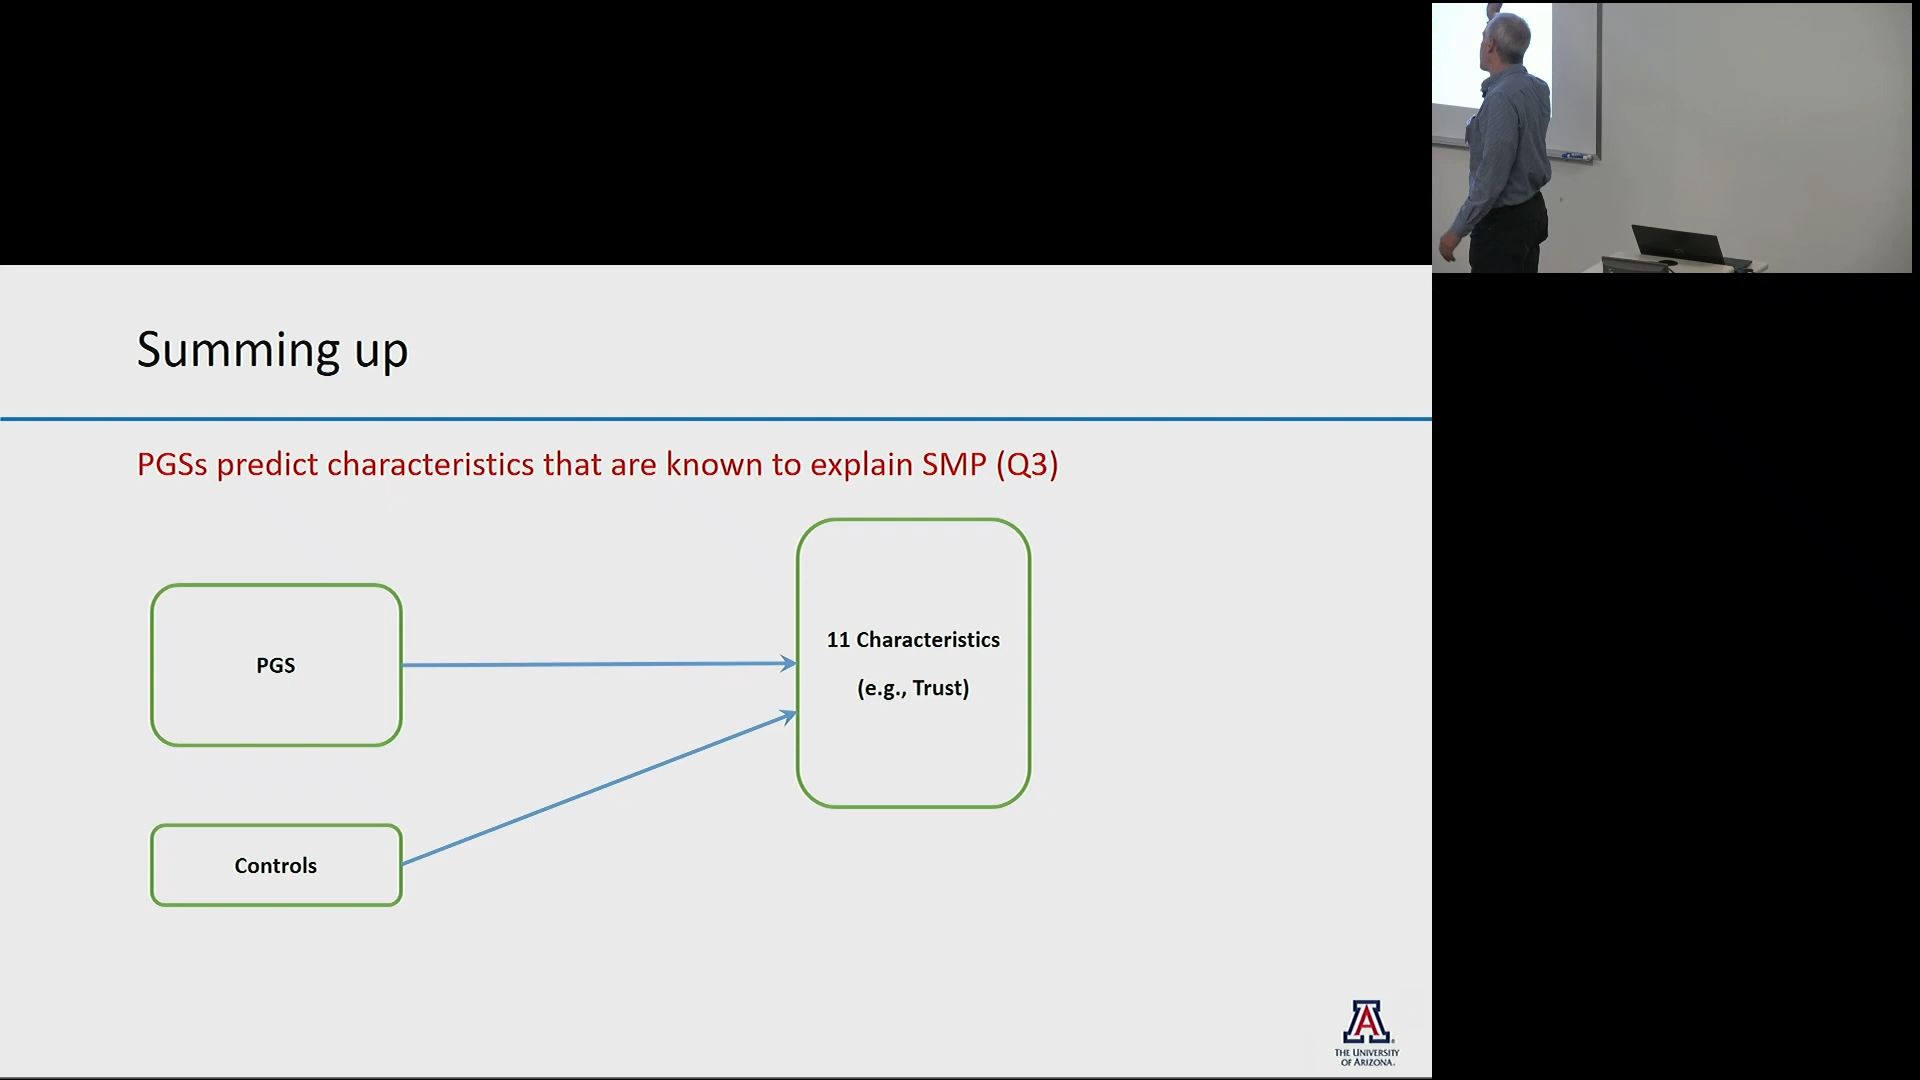 Summing up
PGSs predict characteristics that are known to explain SMP (Q3)
PGS
11 Characteristics
(e.g., Trust)
Controls
A
THE UNIVERSITY
OF ARIZONA.